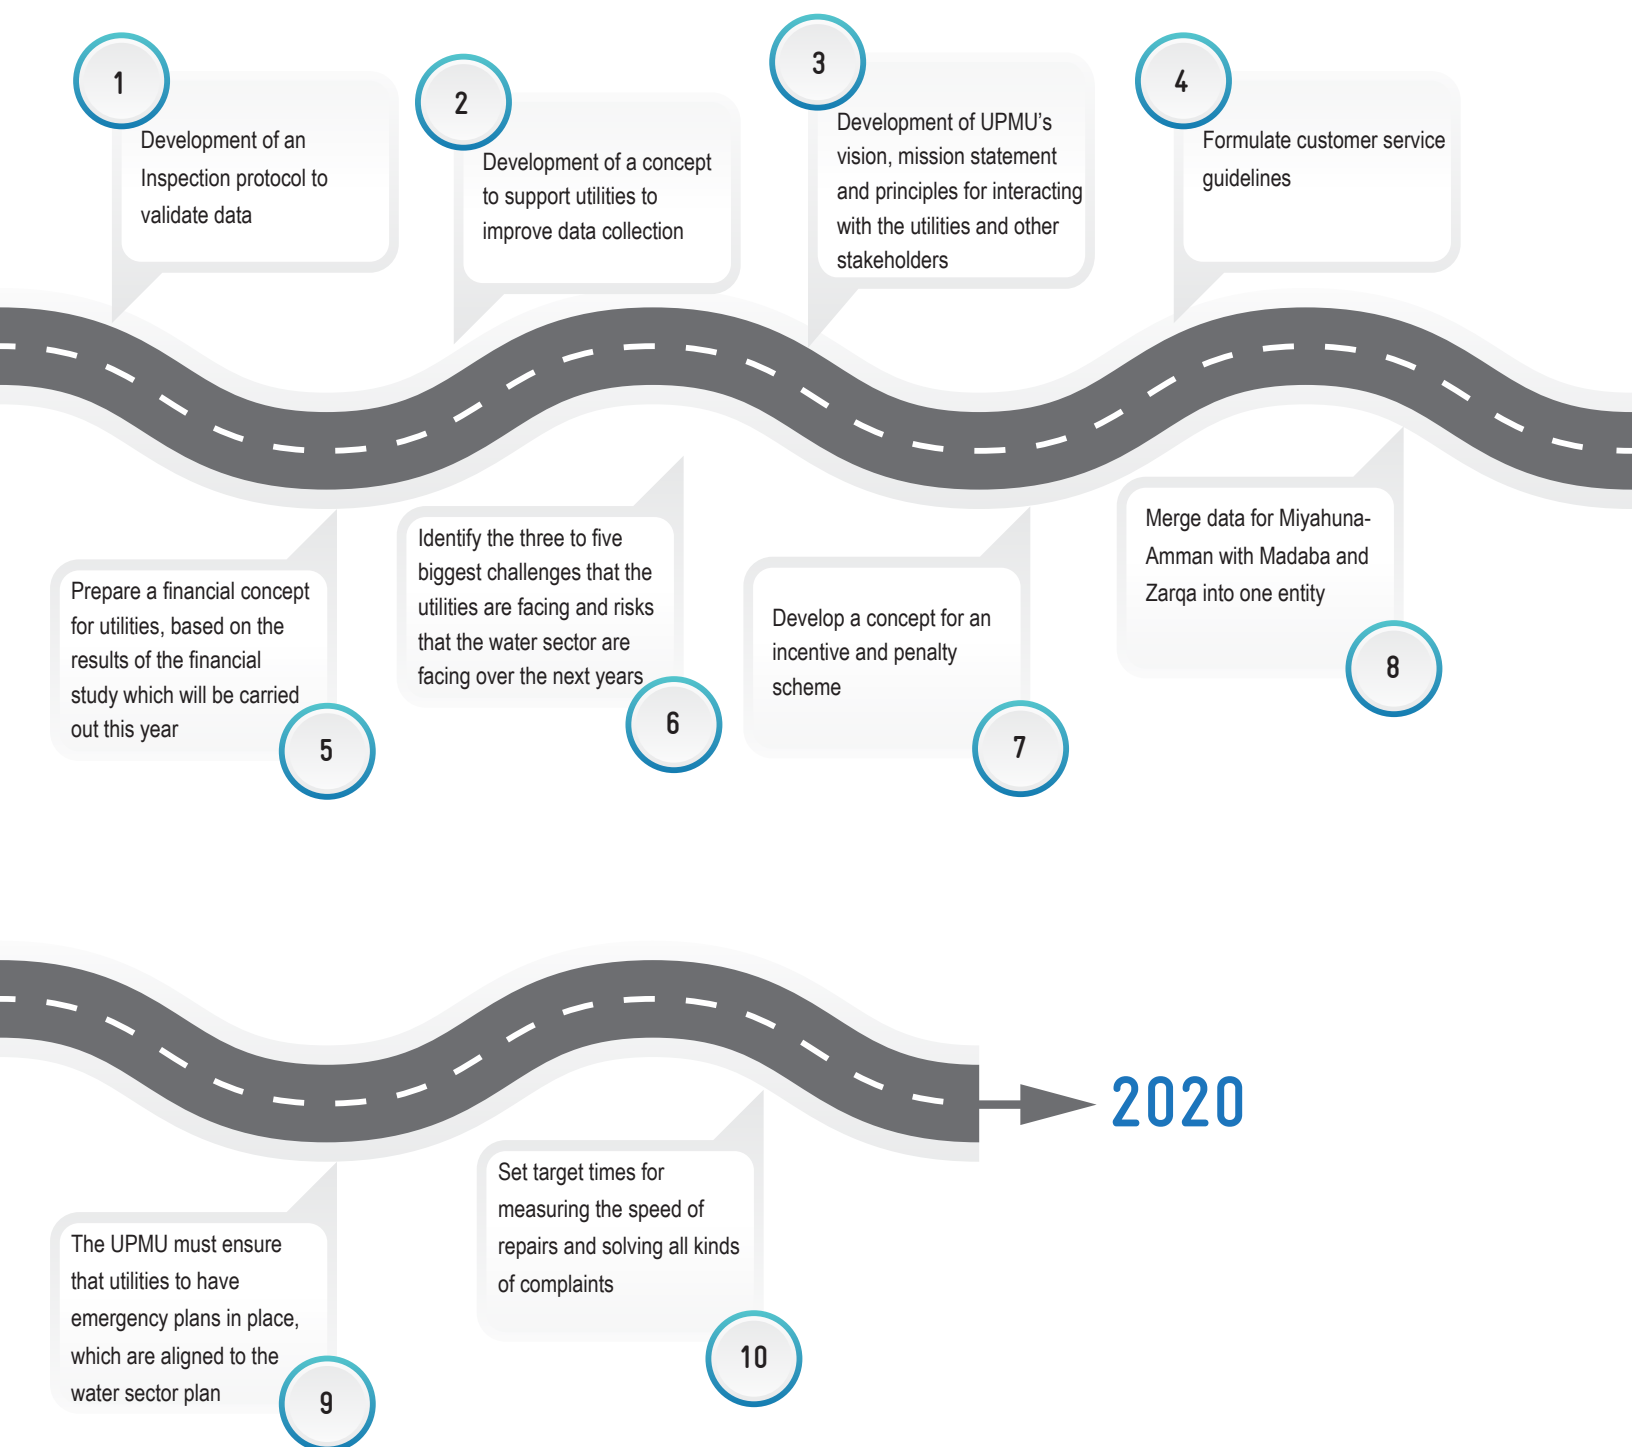 1
Development of an
Inspection protocol to
validate data
2
Development of a concept
to support utilities to
improve data collection
3
Development of UPMU’s
vision, mission statement
and principles for interacting
with the utilities and other
stakeholders
4
Formulate customer service
guidelines
Prepare a financial concept
for utilities, based on the
results of the financial
study which will be carried
out this year
5
Identify the three to five
biggest challenges that the
utilities are facing and risks
that the water sector are
facing over the next years
6
Develop a concept for an
incentive and penalty
scheme
7
Merge data for Miyahuna-
Amman with Madaba and
Zarqa into one entity
8
The UPMU must ensure
that utilities to have
emergency plans in place,
which are aligned to the
water sector plan
9
Set target times for
measuring the speed of
repairs and solving all kinds
of complaints
10
2020